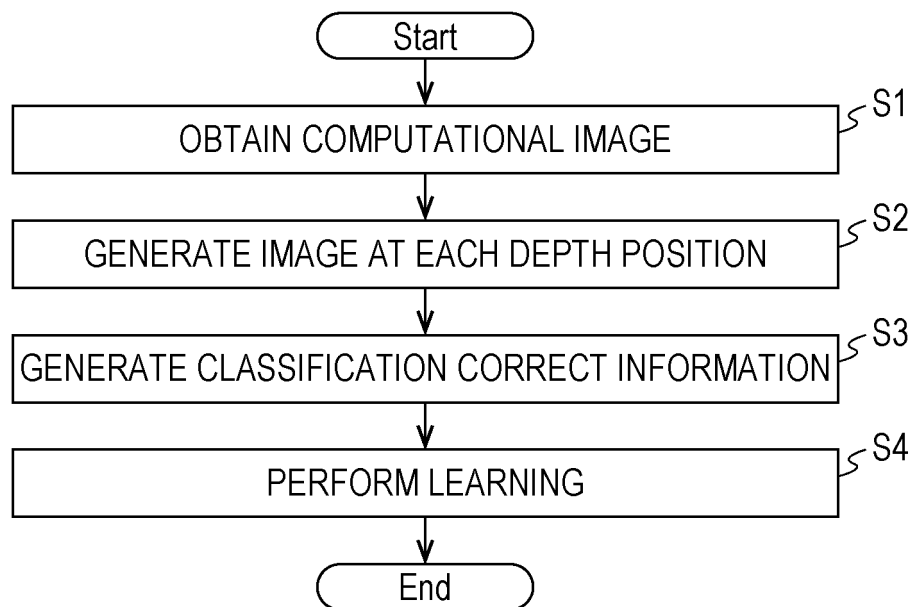 Start
S1
OBTAIN COMPUTATIONAL IMAGE
S2
GENERATE IMAGE AT EACH DEPTH POSITION
S3
GENERATE CLASSIFICATION CORRECT INFORMATION
S4
PERFORM LEARNING
End